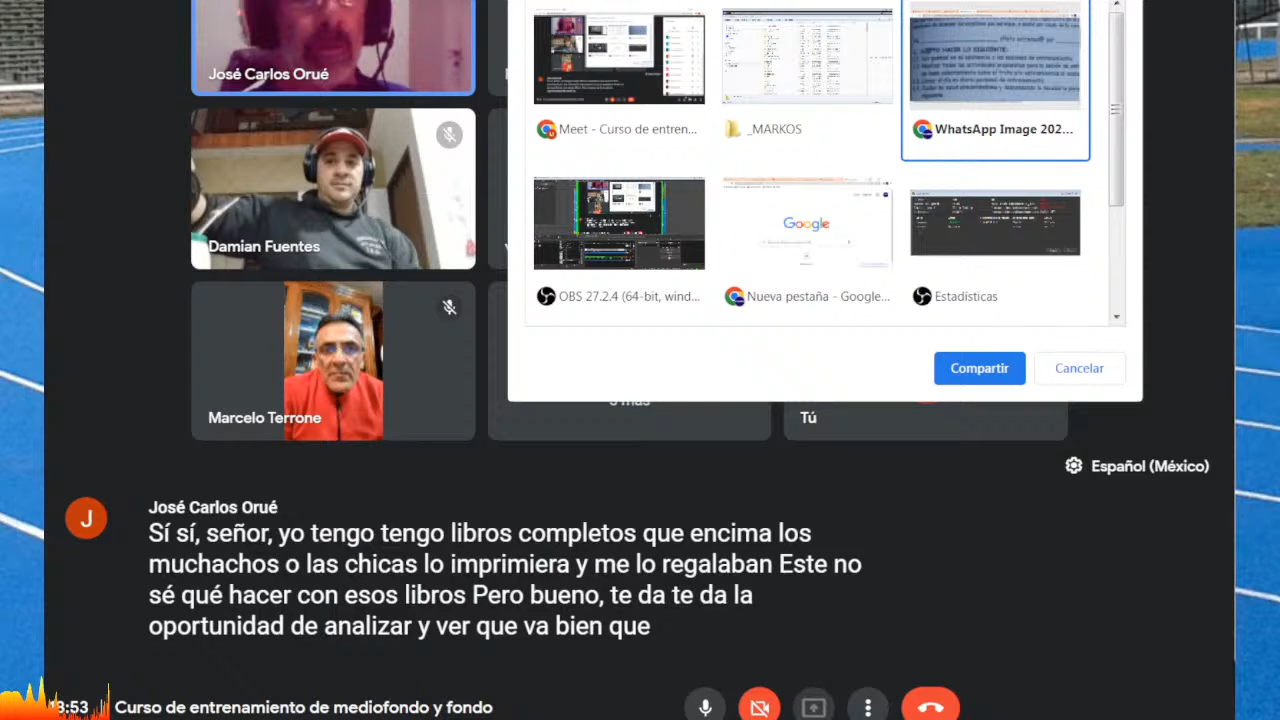 José Carlos Orué
Damian Fuentes
Marcelo Terrone
Meet - Curso de entren...
_MARKOS
WhatsApp Image 202...
OBS 27.2.4 (64-bit, wind...
Google
Nueva pestaña - Google...
Estadísticas
Compartir
Cancelar
Tú
Español (México)
J
José Carlos Orué
Sí sí, señor, yo tengo tengo libros completos que encima los
muchachos o las chicas lo imprimiera y me lo regalaban Este no
sé qué hacer con esos libros Pero bueno, te da te da la
oportunidad de analizar y ver que va bien que
Curso de entrenamiento de mediofondo y fondo